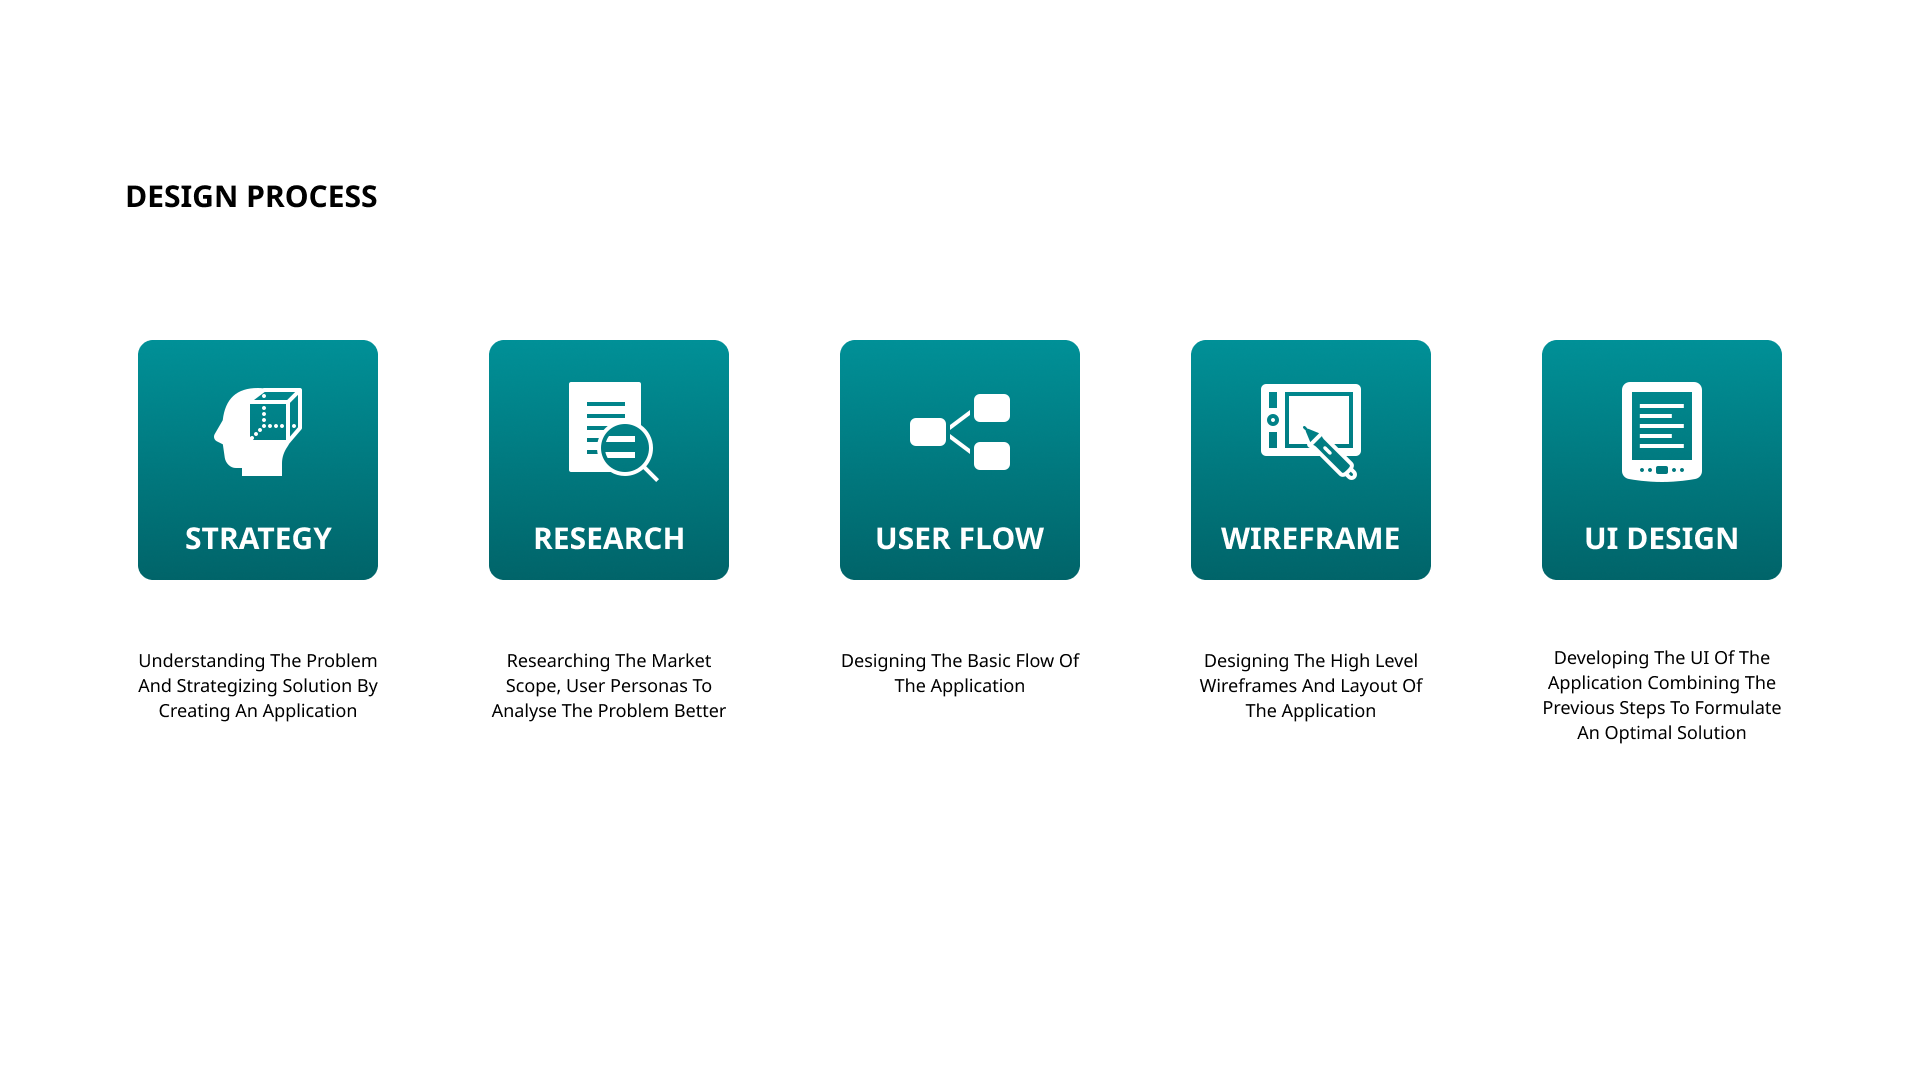 DESIGN PROCESS
STRATEGY
Understanding The Problem
And Strategizing Solution By
Creating An Application
RESEARCH
Researching The Market
Scope, User Personas To
Analyse The Problem Better
USER FLOW
Designing The Basic Flow Of
The Application
WIREFRAME
Designing The High Level
Wireframes And Layout Of
The Application
UI DESIGN
Developing The UI Of The
Application Combining The
Previous Steps To Formulate
An Optimal Solution